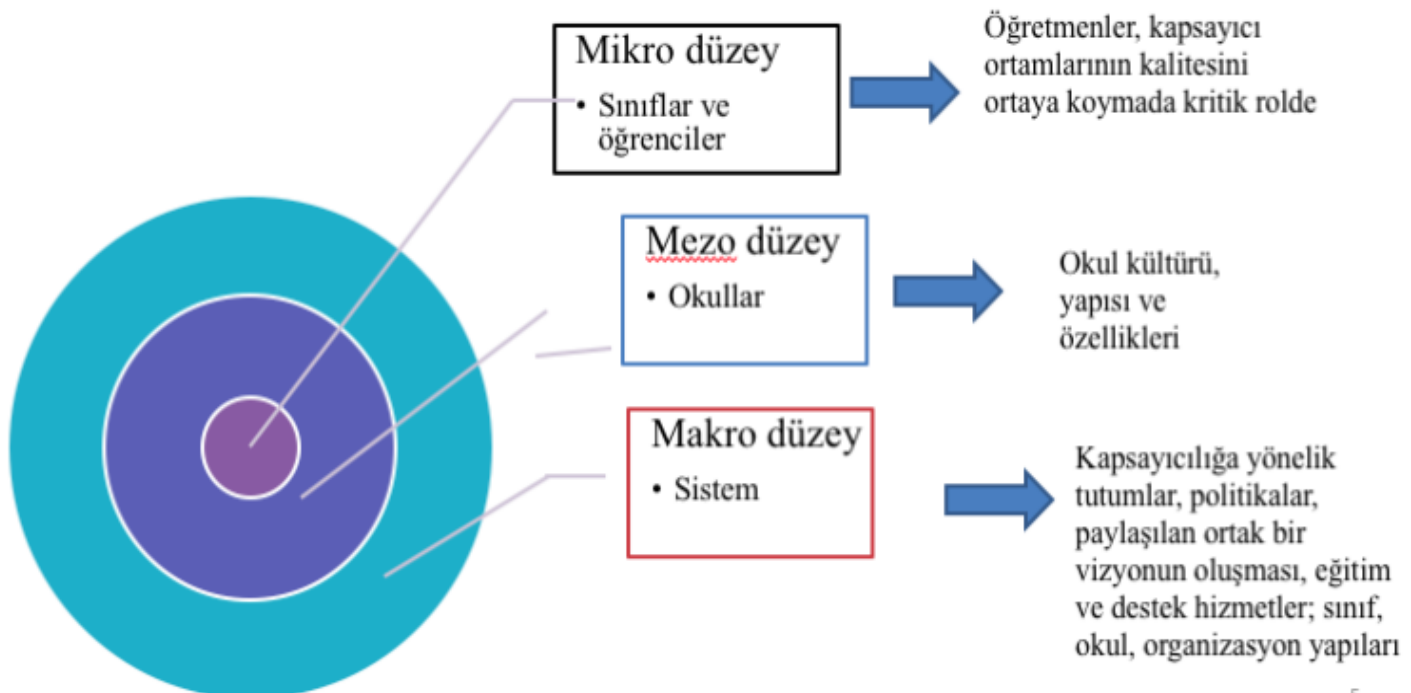 Mikro düzey
• Sınıflar ve
öğrenciler
Öğretmenler, kapsayıcı
ortamlarının kalitesini
ortaya koymada kritik rolde
Mezo düzey
• Okullar
Okul kültürü,
yapısı ve
özellikleri
Makro düzey
• Sistem
Kapsayıcılığa yönelik
tutumlar, politikalar,
paylaşılan ortak bir
vizyonun oluşması, eğitim
ve destek hizmetler; sınıf,
okul, organizasyon yapıları